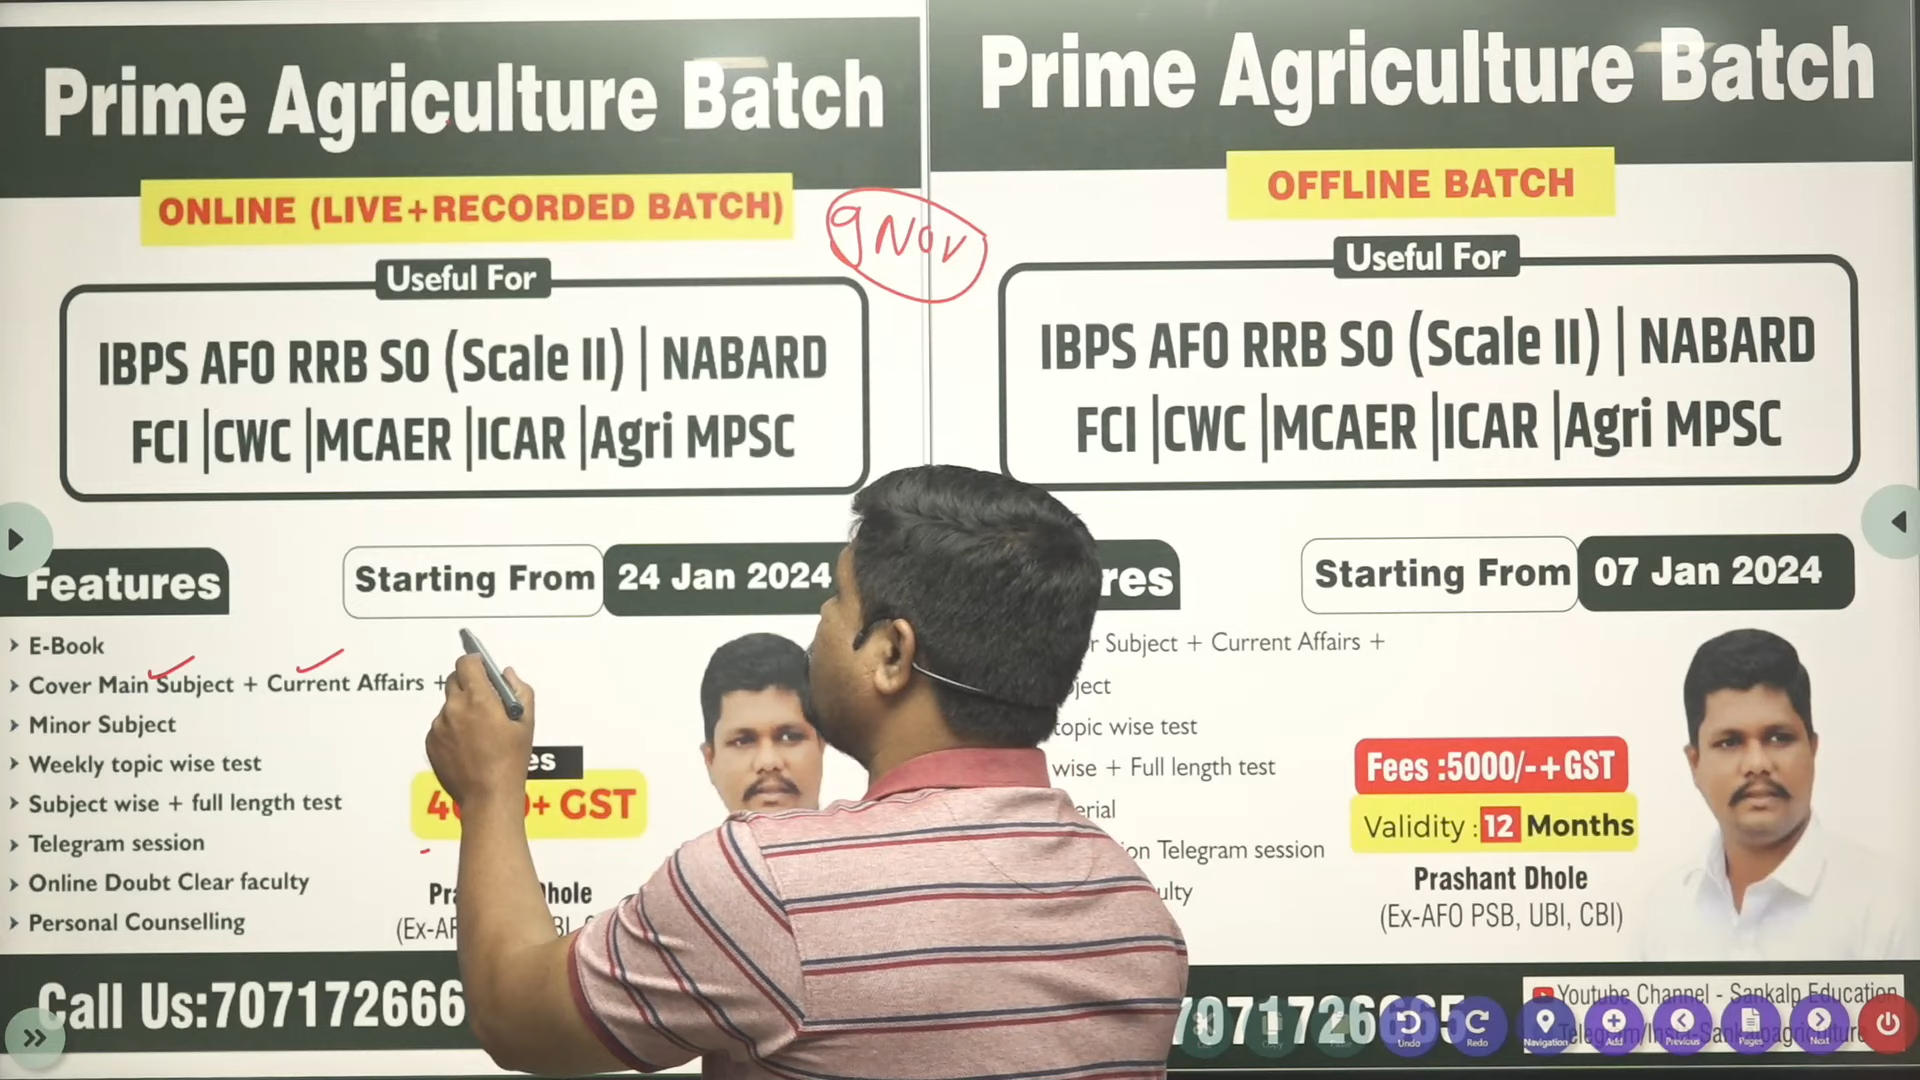 Prime Agriculture Batch
ONLINE (LIVE+RECORDED BATCH)
Useful For
IBPS AFO RRB SO (Scale II) | NABARD
FCI |CWC |MCAER |ICAR |Agri MPSC
Features
Starting From 24 Jan 2024
E-Book
Cover Main Subject + Current Affairs +
Minor Subject
Weekly topic wise test
Subject wise + full length test
Telegram session
Online Doubt Clear faculty
Personal Counselling
+ GST
Call Us:707172666
9 Nov
Prime Agriculture Batch
OFFLINE BATCH
Useful For
IBPS AFO RRB SO (Scale II) | NABARD
FCI |CWC |MCAER |ICAR |Agri MPSC
Starting From 07 Jan 2024
Subject + Current Affairs +
topic wise test
wise + Full length test
Telegram session
Fees :5000/-+GST
Validity : 12 Months
Prashant Dhole
(Ex-AFO PSB, UBI, CBI)
7071726665
Youtube Channel - Sankalp Education
Undo
Redo
Navigation
Add
Previous
Pages
Next